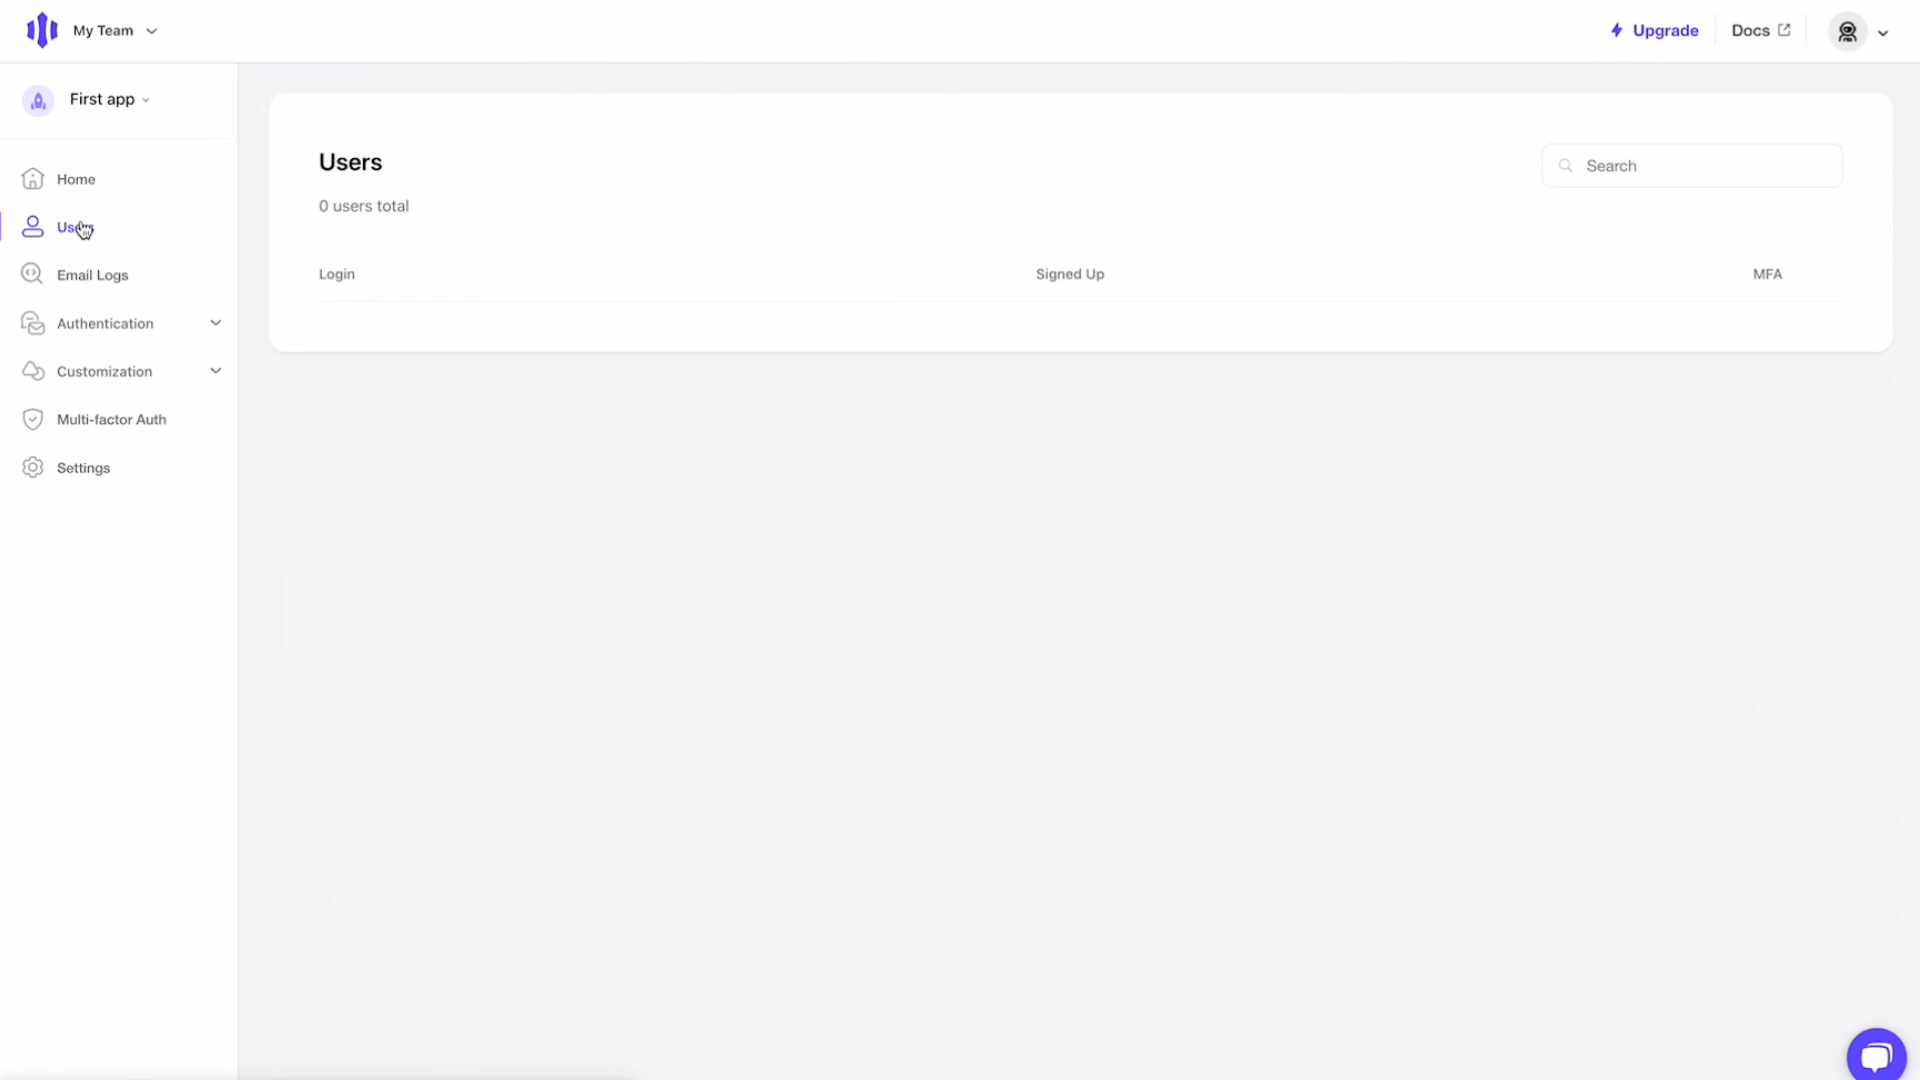 My Team
Upgrade
Docs
First app
Home
Users
0 users total
Search
Login
Signed Up
MFA
Email Logs
Authentication
Customization
Multi-factor Auth
Settings